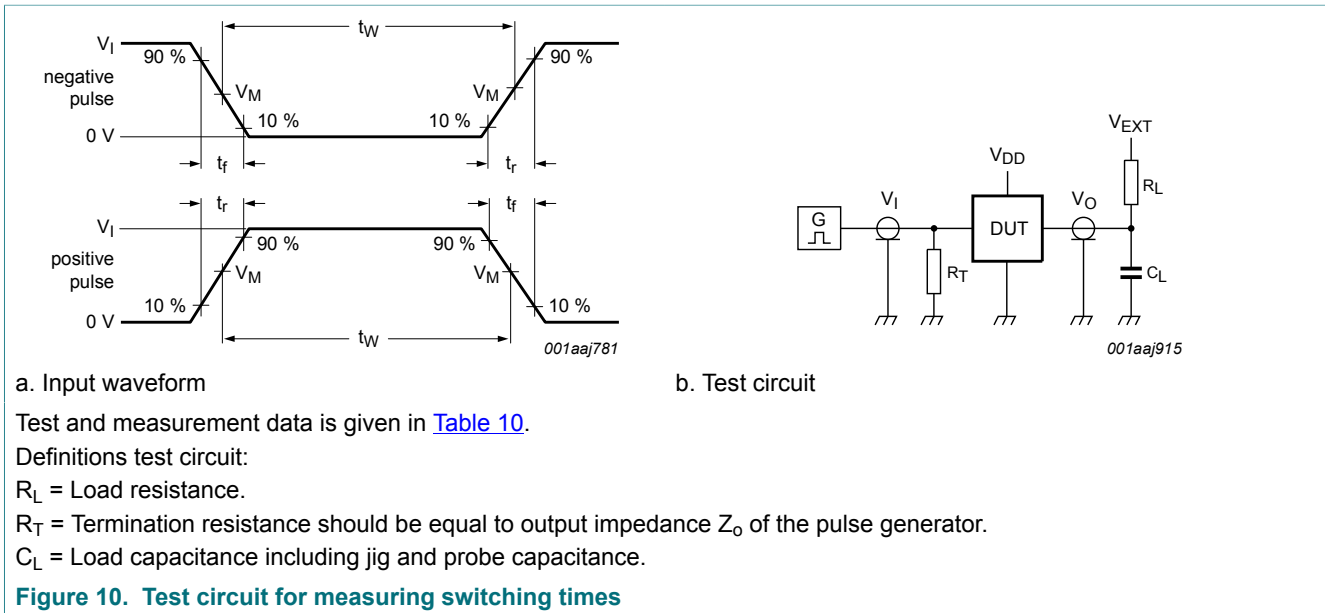 tW
VI
90 %
90 %
negative
pulse
VM
VM
10 %
10 %
0 V
tf
tr
tr
tf
VI
90 %
90 %
positive
pulse
VM
VM
10 %
10 %
0 V
tW
001aaj781
VEXT
VDD
RL
VI
VO
G
DUT
RT
CL
001aaj915
a. Input waveform
b. Test circuit
Test and measurement data is given in Table 10.
Definitions test circuit:
RL = Load resistance.
RT = Termination resistance should be equal to output impedance Zo of the pulse generator.
CL = Load capacitance including jig and probe capacitance.
Figure 10. Test circuit for measuring switching times